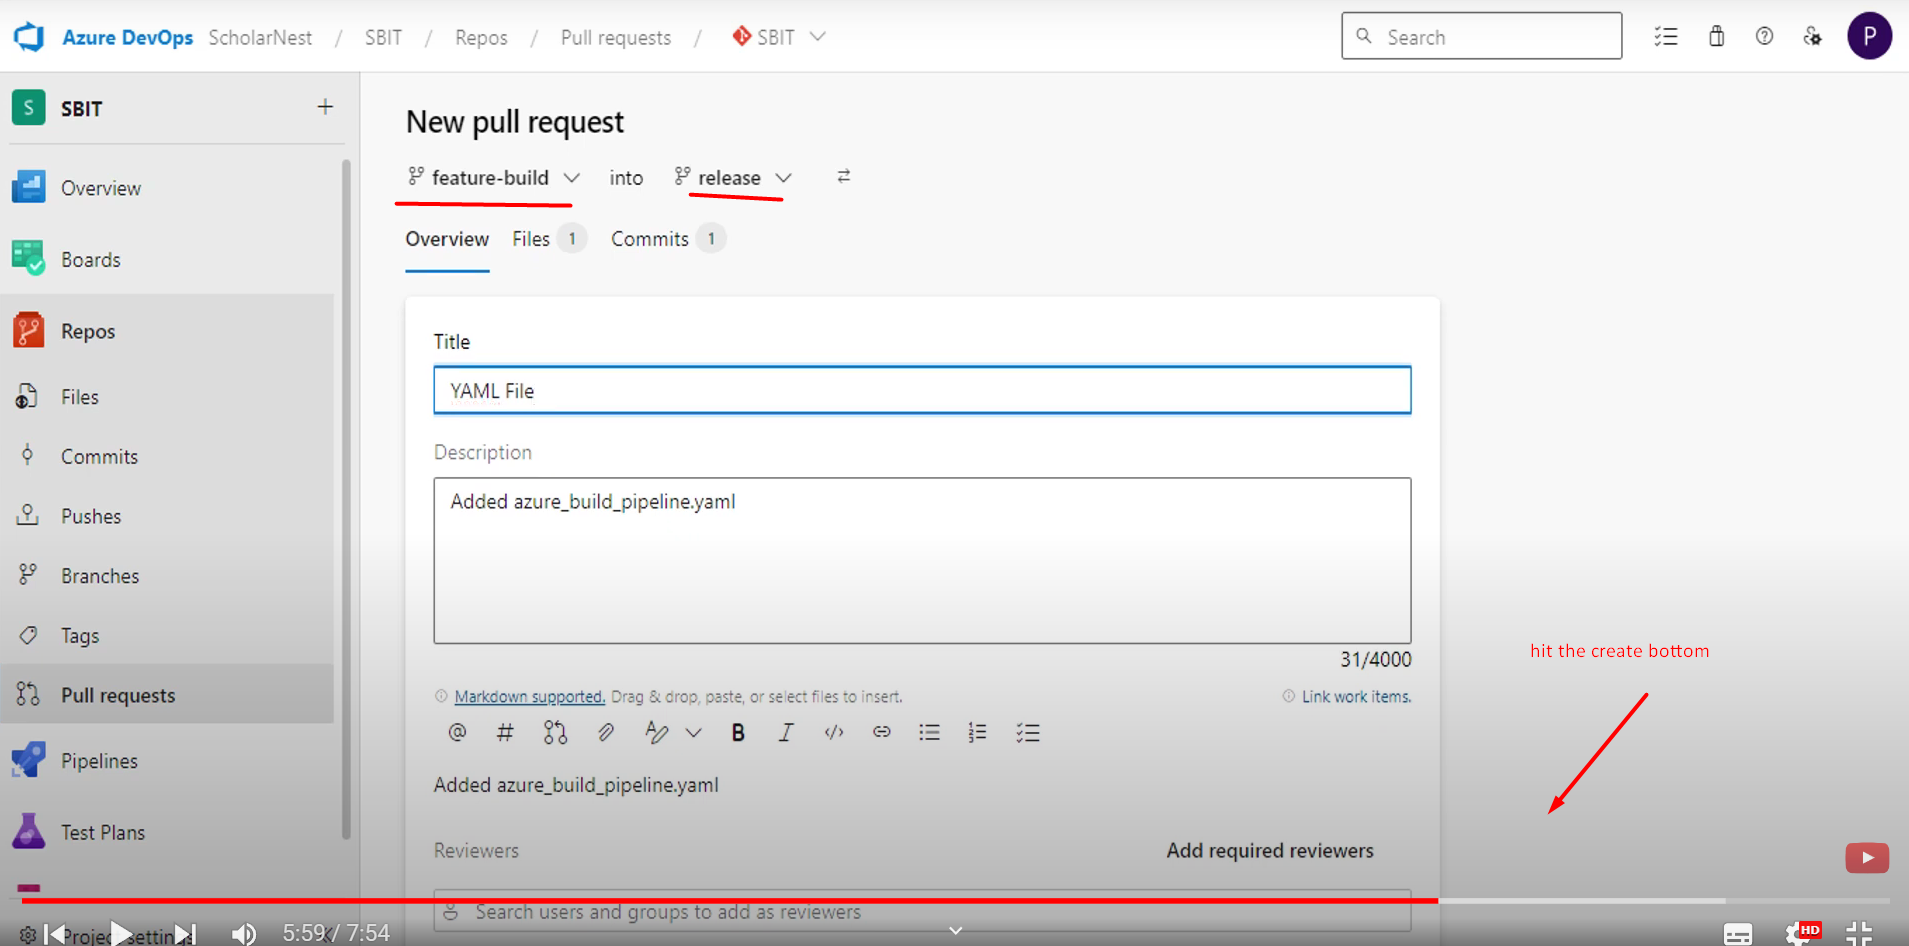 Azure DevOps ScholarNest / SBIT / Repos / Pull requests / SBIT
Search
P
S SBIT
Overview
Boards
Repos
Files
Commits
Pushes
Branches
Tags
Pull requests
Pipelines
Test Plans
Project settings
New pull request
feature-build into release
Overview Files 1 Commits 1
Title
YAML File
Description
Added azure_build_pipeline.yaml
31/4000
Markdown supported. Drag & drop, paste, or select files to insert.
Link work items.
@ # B I </>
Added azure_build_pipeline.yaml
Reviewers
Add required reviewers
Search users and groups to add as reviewers
hit the create bottom
5:59 / 7:54
HD